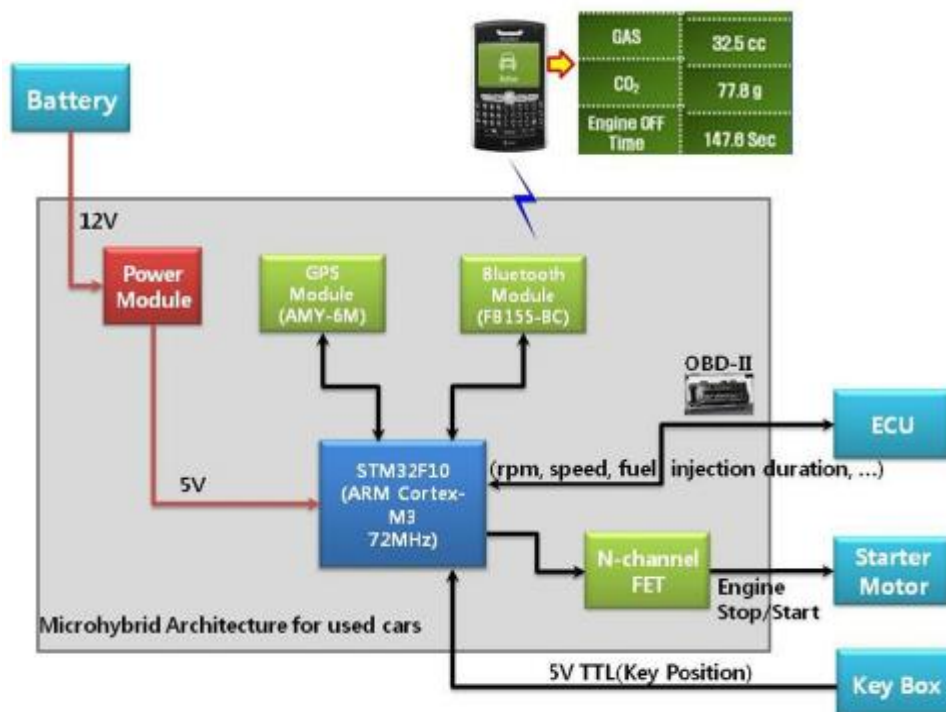 GAS 32.5 cc
CO₂ 77.8 g
Engine OFF
Time 147.6 Sec
Battery
12V
Power
Module
GPS
Module
(AMY-6M)
Bluetooth
Module
(FB155-BC)
OBD-II
ECU
5V
STM32F10
(ARM Cortex-
M3
72MHz)
(rpm, speed, fuel injection duration, ...)
N-channel
FET
Engine
Stop/Start
Starter
Motor
Microhybrid Architecture for used cars
5V TTL(Key Position)
Key Box